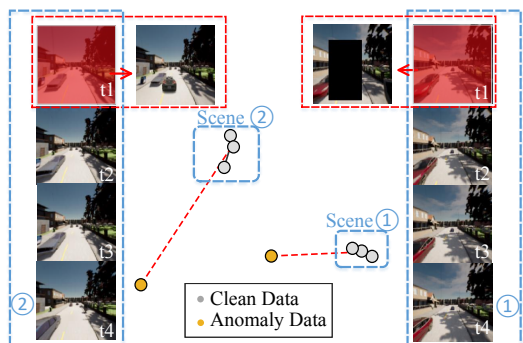 t1
t1
Scene ②
t2
t2
Scene ①
t3
t3
② Clean Data ①
Anomaly Data
t4
t4